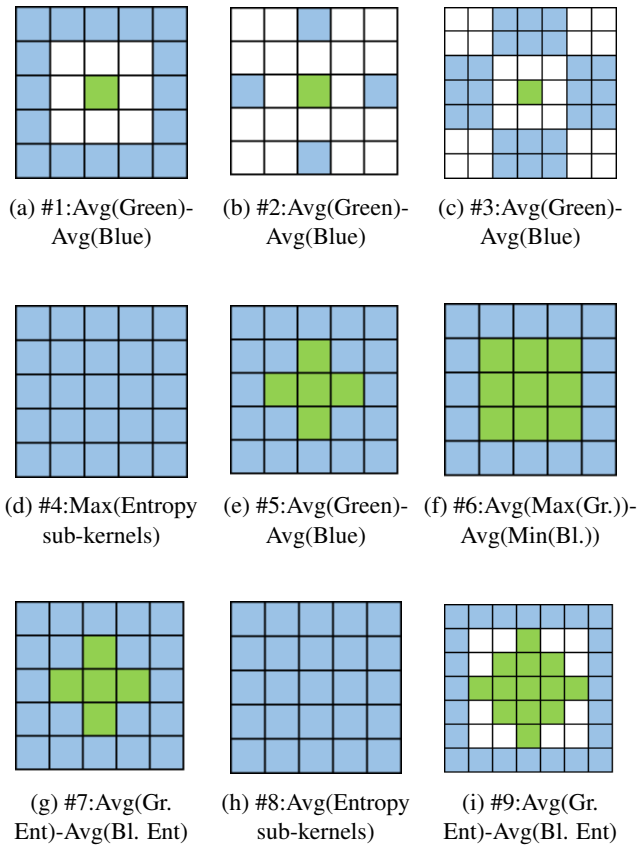 (a) #1:Avg(Green)-
Avg(Blue)
(b) #2:Avg(Green)-
Avg(Blue)
(c) #3:Avg(Green)-
Avg(Blue)
(d) #4:Max(Entropy
sub-kernels)
(e) #5:Avg(Green)-
Avg(Blue)
(f) #6:Avg(Max(Gr.))-
Avg(Min(Bl.))
(g) #7:Avg(Gr.
Ent)-Avg(Bl. Ent)
(h) #8:Avg(Entropy
sub-kernels)
(i) #9:Avg(Gr.
Ent)-Avg(Bl. Ent)